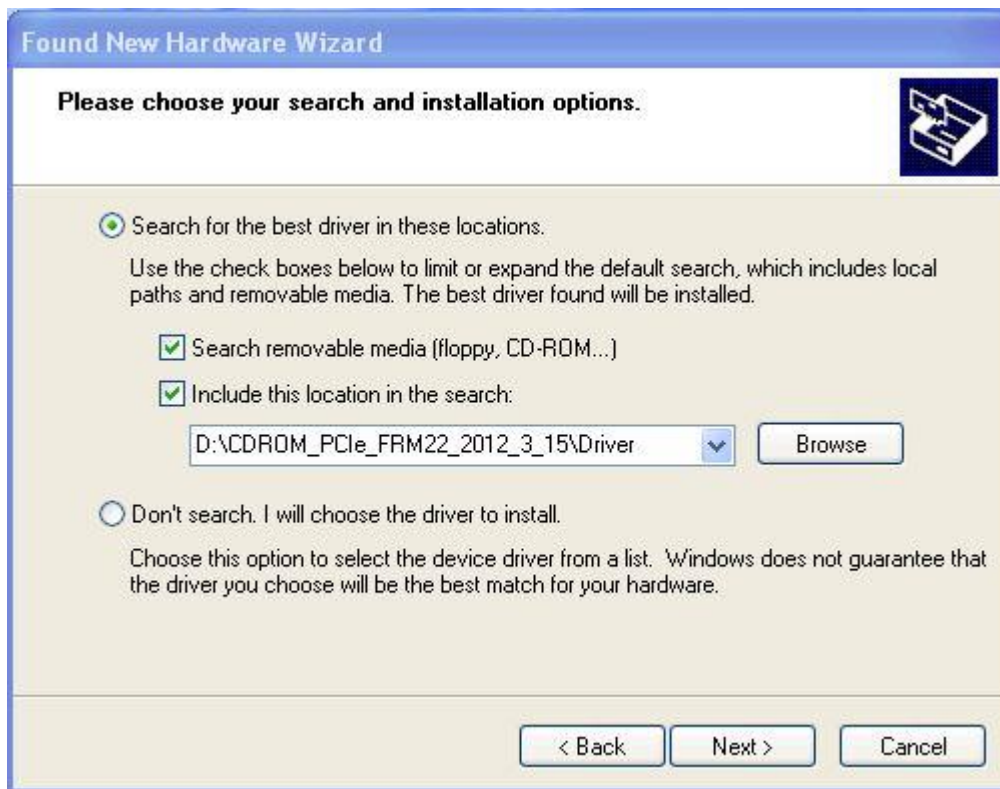 Found New Hardware Wizard
Please choose your search and installation options.
Search for the best driver in these locations.
Use the check boxes below to limit or expand the default search, which includes local
paths and removable media. The best driver found will be installed.
Search removable media (floppy, CD-ROM...)
Include this location in the search:
D:\CDROM_PCIe_FRM22_2012_3_15\Driver
Browse
Don't search. I will choose the driver to install.
Choose this option to select the device driver from a list. Windows does not guarantee that
the driver you choose will be the best match for your hardware.
< Back
Next >
Cancel